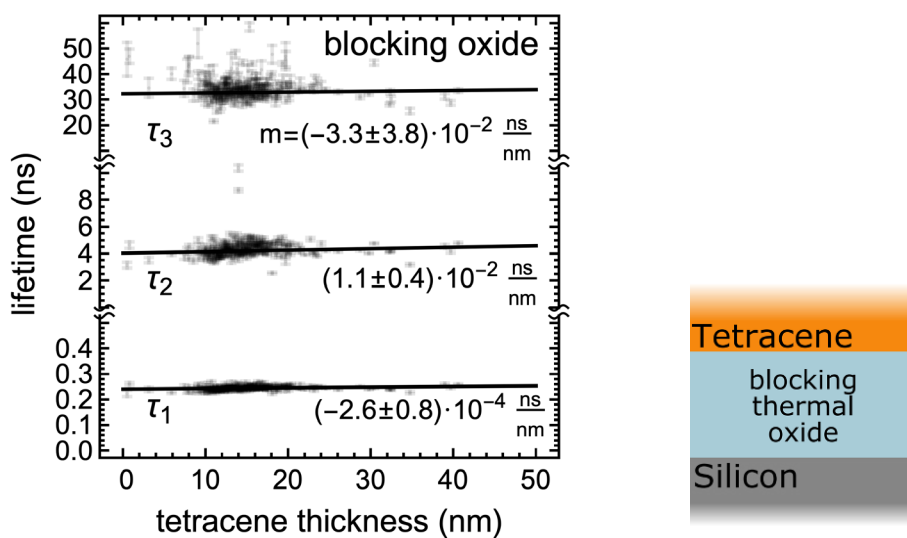 blocking oxide
50
40
30
20
τ3
m=(−3.3±3.8)·10−2 ns/nm
8
6
4
2
τ2
(1.1±0.4)·10−2 ns/nm
0.4
0.3
0.2
0.1
0.0
τ1
(−2.6±0.8)·10−4 ns/nm
0 10 20 30 40 50
tetracene thickness (nm)
lifetime (ns)
Tetracene
blocking
thermal
oxide
Silicon